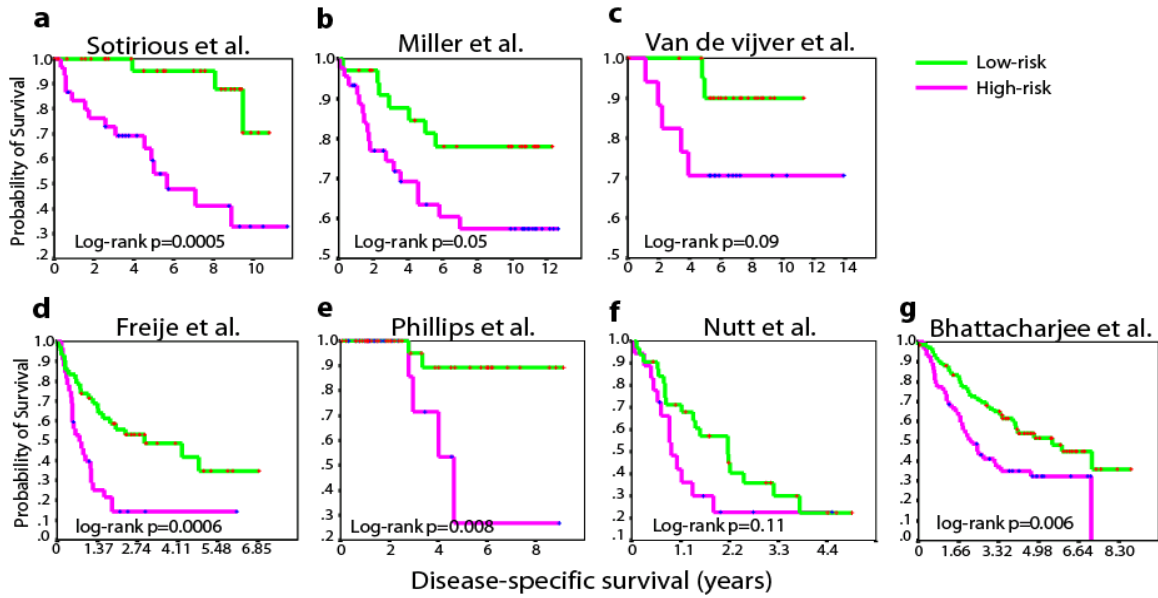 a
Sotirious et al.
b
Miller et al.
c
Van de vijver et al.
Low-risk
High-risk
Probability of Survival
1.0
.9
.8
.7
.6
.5
.4
.3
.2
Log-rank p=0.0005
0 2 4 6 8 10
1.0
.9
.8
.7
.6
.5
Log-rank p=0.05
0 2 4 6 8 10 12
1.0
.9
.8
.7
.6
.5
Log-rank p=0.09
0 2 4 6 8 10 12 14
d
Freije et al.
e
Phillips et al.
f
Nutt et al.
g
Bhattacharjee et al.
Probability of Survival
1.0
.9
.8
.7
.6
.5
.4
.3
.2
.1
.0
log-rank p=0.0006
0 1.37 2.74 4.11 5.48 6.85
1.0
.9
.8
.7
.6
.5
.4
.3
.2
Log-rank p=0.008
0 2 4 6 8
1.0
.9
.8
.7
.6
.5
.4
.3
.2
.1
Log-rank p=0.11
0 1.1 2.2 3.3 4.4
1.0
.9
.8
.7
.6
.5
.4
.3
.2
.1
.0
log-rank p=0.006
0 1.66 3.32 4.98 6.64 8.30
Disease-specific survival (years)